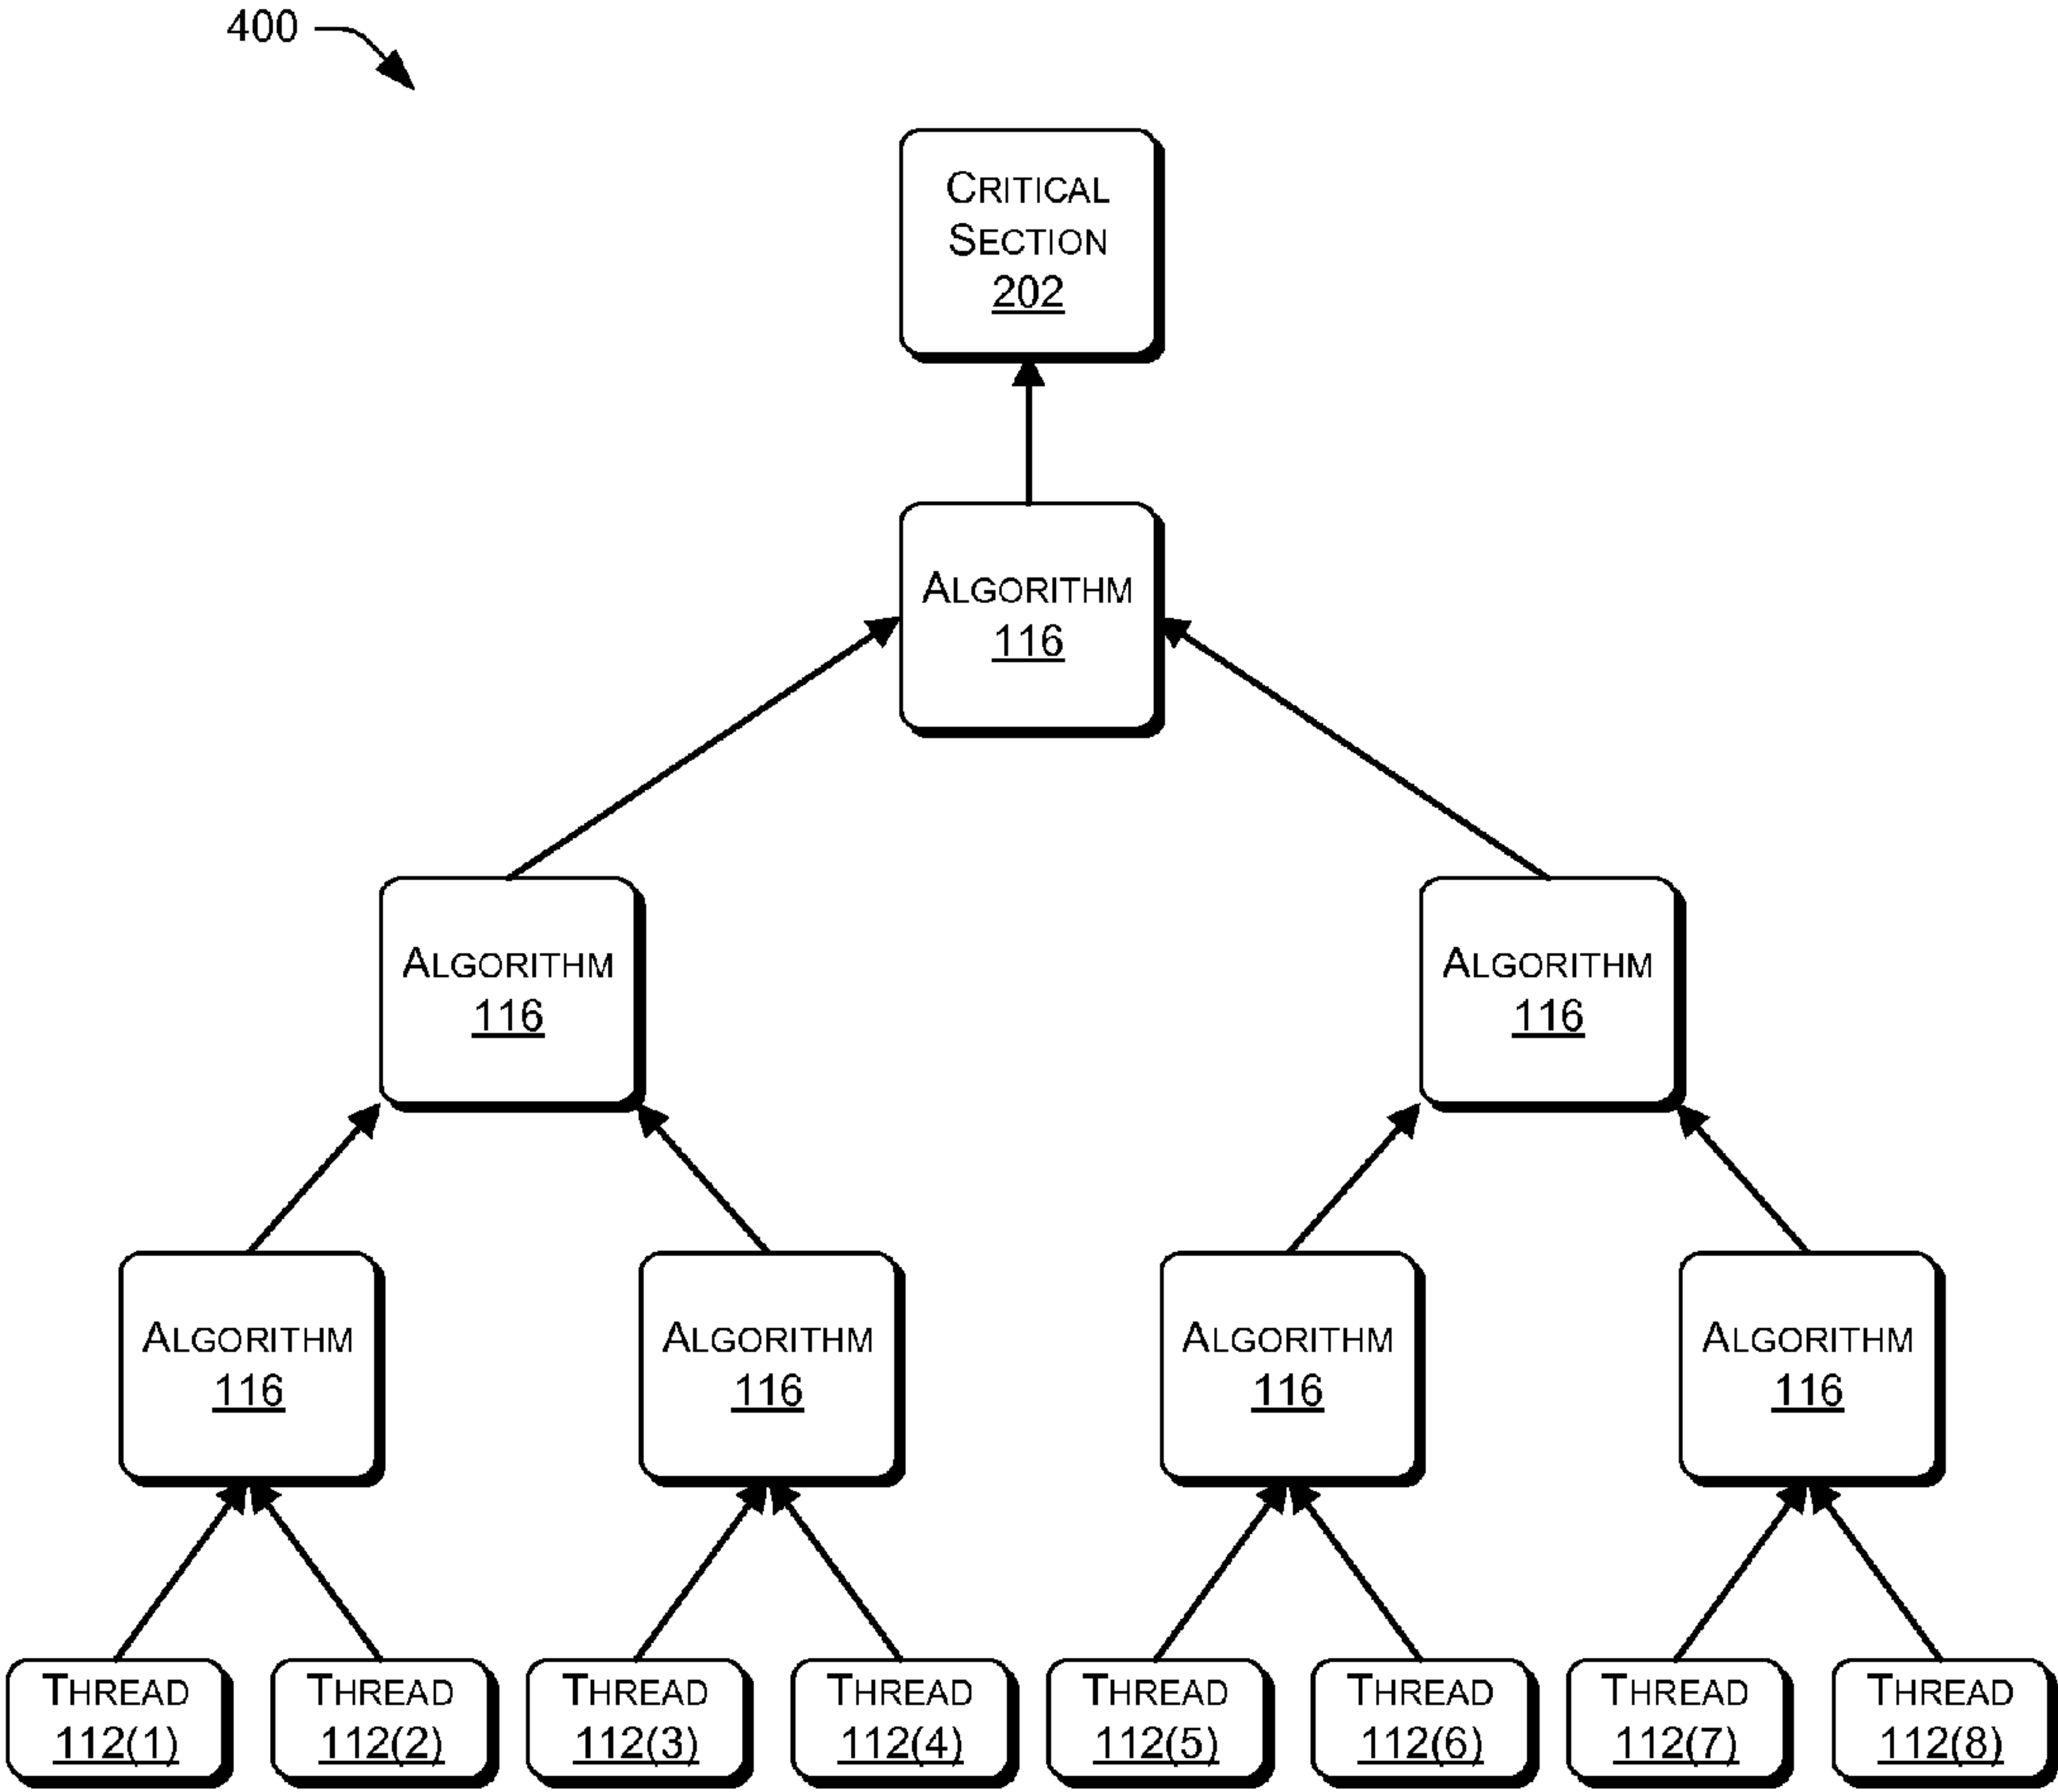 400
CRITICAL
SECTION
202
ALGORITHM
116
ALGORITHM
116
ALGORITHM
116
ALGORITHM
116
ALGORITHM
116
ALGORITHM
116
ALGORITHM
116
THREAD
112(1)
THREAD
112(2)
THREAD
112(3)
THREAD
112(4)
THREAD
112(5)
THREAD
112(6)
THREAD
112(7)
THREAD
112(8)